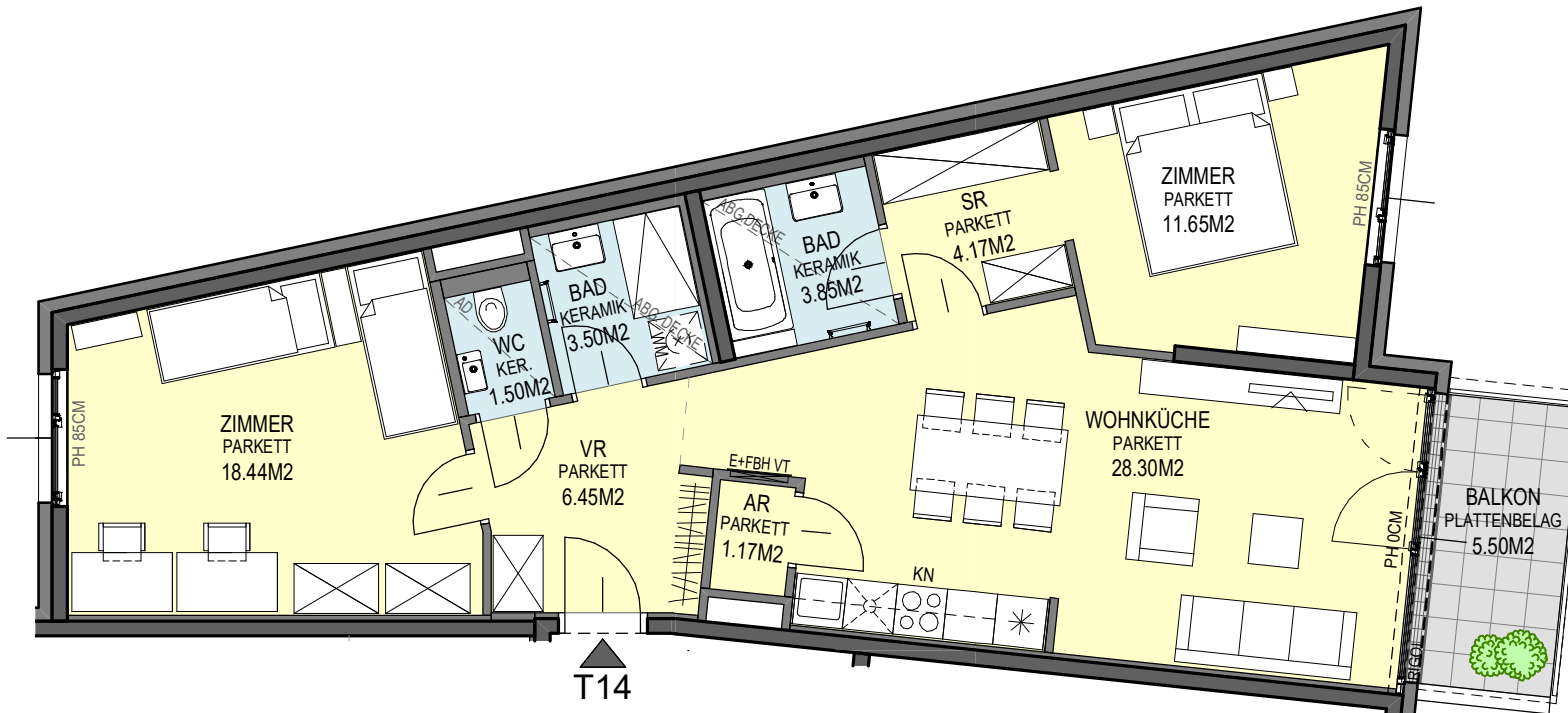 ZIMMER
PARKETT
18.44M2
PH 85CM
AD
WC
KER.
1.50M2
BAD
KERAMIK
3.50M2
ABG.DECKE
WM
VR
PARKETT
6.45M2
E+FBH VT
AR
PARKETT
1.17M2
ABG.DECKE
BAD
KERAMIK
3.85M2
SR
PARKETT
4.17M2
ZIMMER
PARKETT
11.65M2
PH 85CM
WOHNKÜCHE
PARKETT
28.30M2
KN
PH 0CM
RIGOL
BALKON
PLATTENBELAG
5.50M2
T14